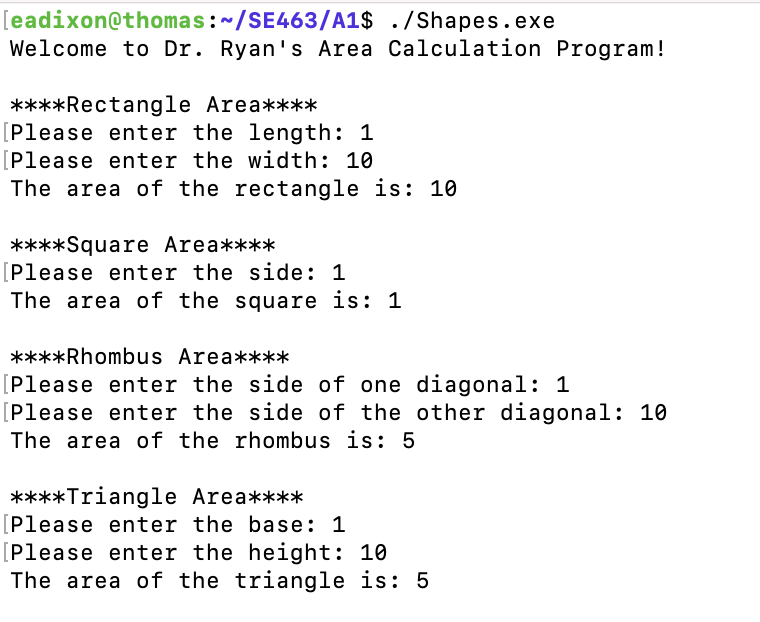 [eadixon@thomas:~/SE463/A1$ ./Shapes.exe
Welcome to Dr. Ryan's Area Calculation Program!
****Rectangle Area****
[Please enter the length: 1
[Please enter the width: 10
The area of the rectangle is: 10
****Square Area****
[Please enter the side: 1
The area of the square is: 1
****Rhombus Area****
[Please enter the side of one diagonal: 1
[Please enter the side of the other diagonal: 10
The area of the rhombus is: 5
****Triangle Area****
[Please enter the base: 1
[Please enter the height: 10
The area of the triangle is: 5